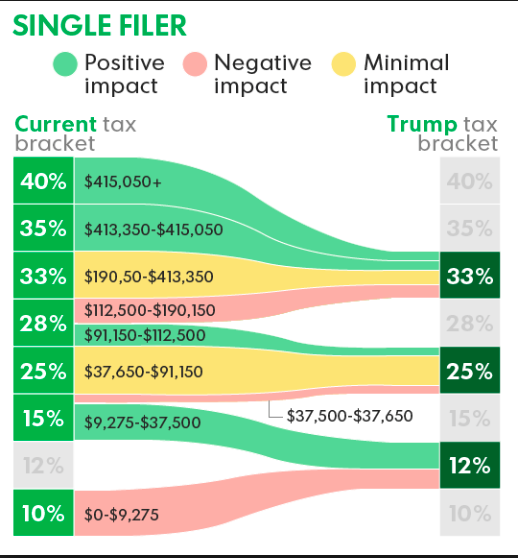 SINGLE FILER
Positive impact
Negative impact
Minimal impact
Current tax bracket
Trump tax bracket
40% $415,050+ 40%
35% $413,350-$415,050 35%
33% $190,50-$413,350 33%
$112,500-$190,150
28% 28%
$91,150-$112,500
25% $37,650-$91,150 25%
$37,500-$37,650
15% $9,275-$37,500 15%
12% 12%
10% $0-$9,275 10%